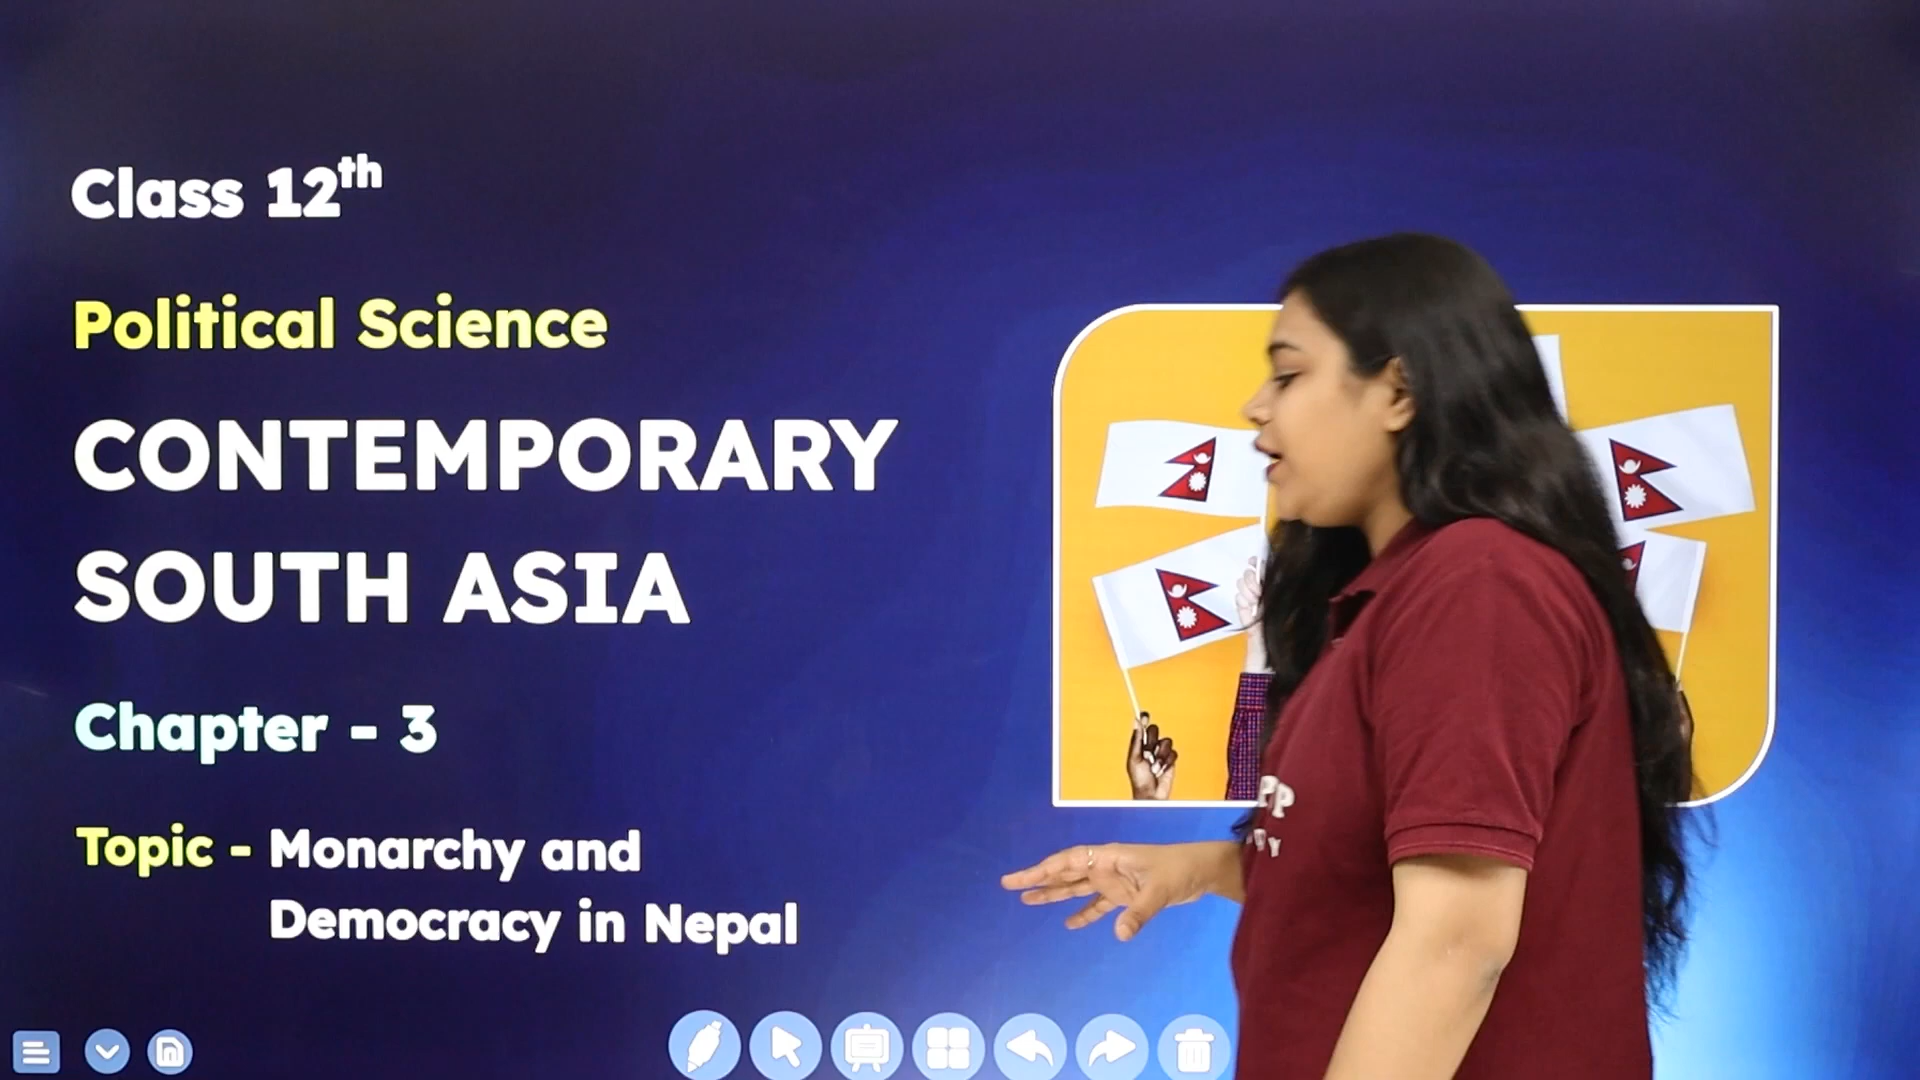 Class 12th
Political Science
CONTEMPORARY
SOUTH ASIA
Chapter - 3
Topic - Monarchy and
Democracy in Nepal